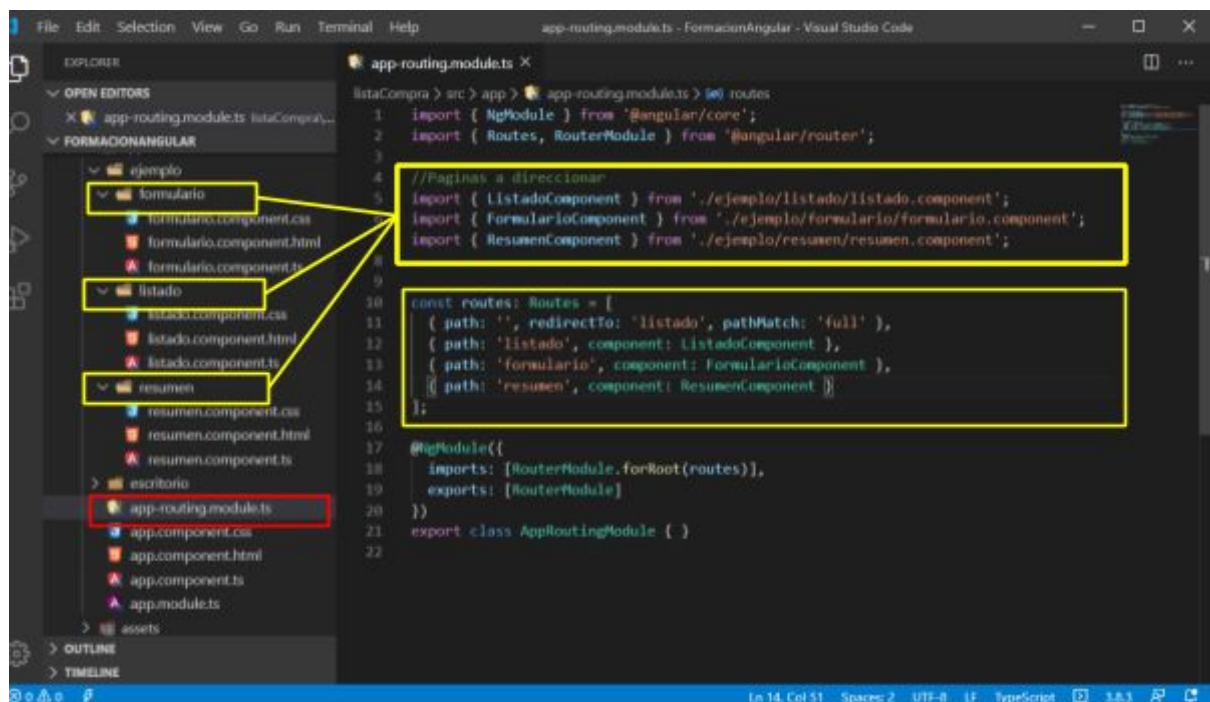 File Edit Selection View Go Run Terminal Help
app-routing.module.ts - FormacionAngular - Visual Studio Code
EXPLORER
OPEN EDITORS
app-routing.module.ts listaCompra\...
FORMACIONANGULAR
ejemplo
formulario
formulario.component.css
formulario.component.html
formulario.component.ts
listado
listado.component.css
listado.component.html
listado.component.ts
resumen
resumen.component.css
resumen.component.html
resumen.component.ts
escritorio
app-routing.module.ts
app.component.css
app.component.html
app.component.ts
app.module.ts
assets
OUTLINE
TIMELINE
app-routing.module.ts
listaCompra > src > app > app-routing.module.ts > routes
1 import { NgModule } from '@angular/core';
2 import { Routes, RouterModule } from '@angular/router';
3
4 //Paginas a direccionar
5 import { ListadoComponent } from './ejemplo/listado/listado.component';
import { FormularioComponent } from './ejemplo/formulario/formulario.component';
import { ResumenComponent } from './ejemplo/resumen/resumen.component';
8
9
10 const routes: Routes = [
11 { path: '', redirectTo: 'listado', pathMatch: 'full' },
12 { path: 'listado', component: ListadoComponent },
13 { path: 'formulario', component: FormularioComponent },
14 { path: 'resumen', component: ResumenComponent }
15 ];
16
17 @NgModule({
18 imports: [RouterModule.forRoot(routes)],
19 exports: [RouterModule]
20 })
21 export class AppRoutingModule { }
22
0 0
Ln 14, Col 51 Spaces: 2 UTF-8 LF TypeScript 3.8.3